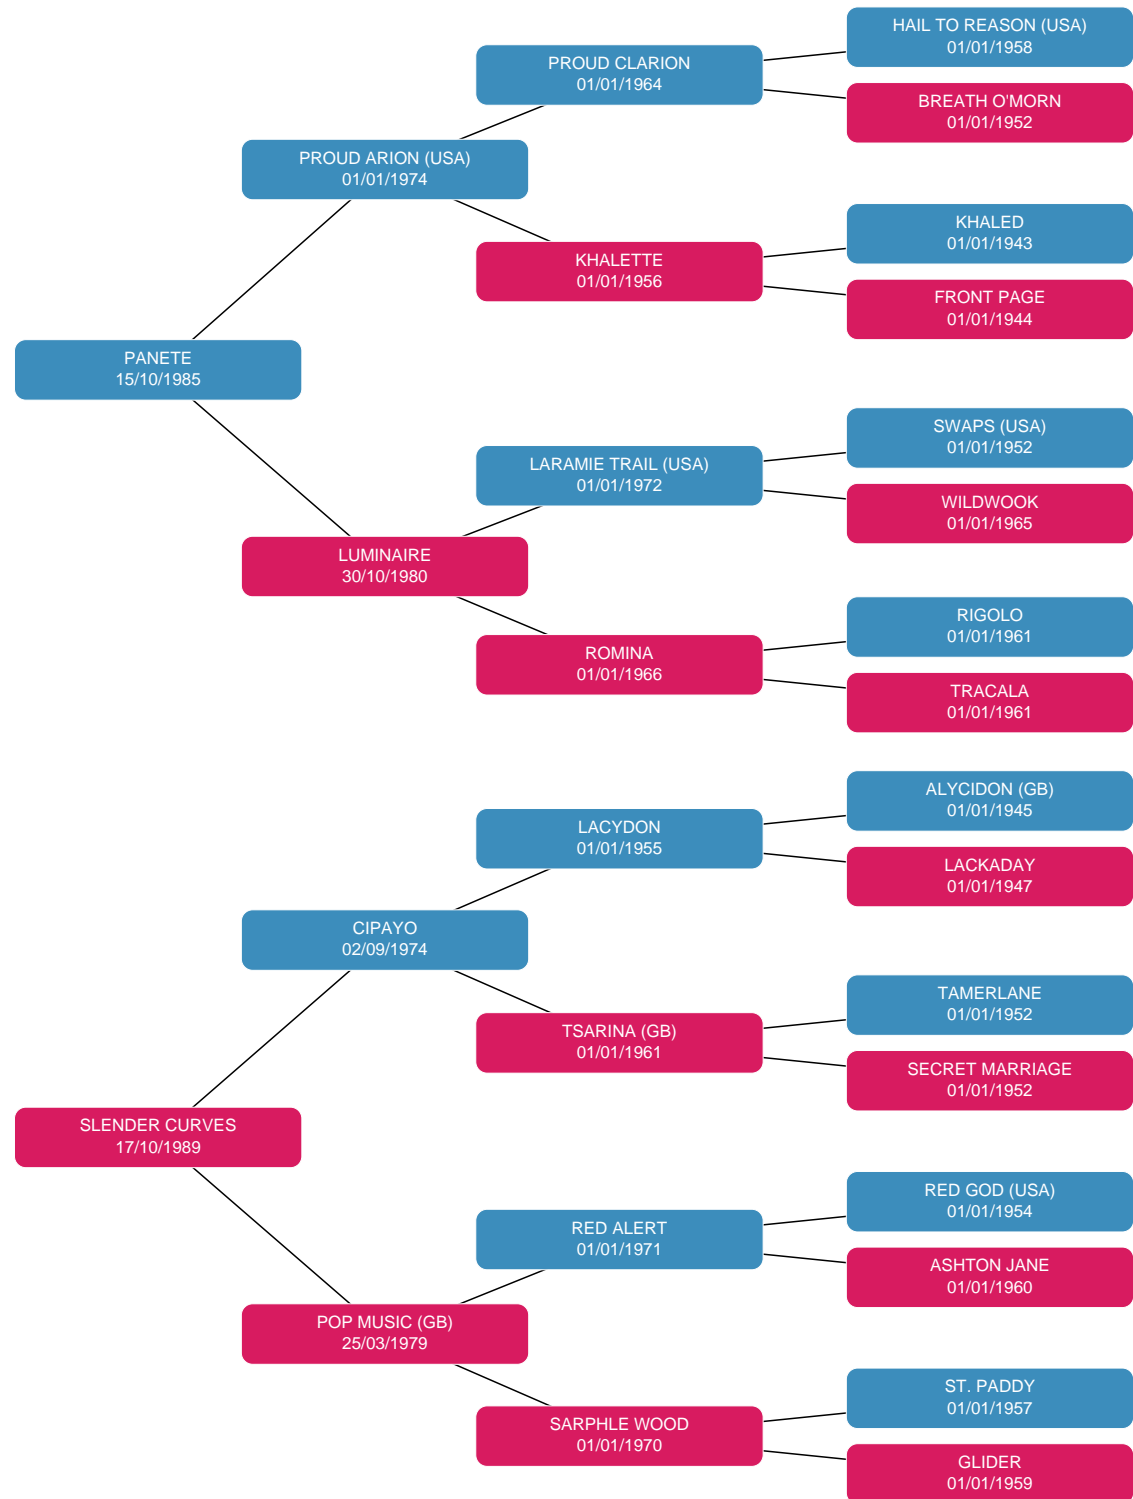 HAIL TO REASON (USA)
01/01/1958
PROUD CLARION
01/01/1964
BREATH O'MORN
01/01/1952
PROUD ARION (USA)
01/01/1974
KHALED
01/01/1943
KHALETTE
01/01/1956
FRONT PAGE
01/01/1944
PANETE
15/10/1985
SWAPS (USA)
01/01/1952
LARAMIE TRAIL (USA)
01/01/1972
WILDWOOK
01/01/1965
LUMINAIRE
30/10/1980
RIGOLO
01/01/1961
ROMINA
01/01/1966
TRACALA
01/01/1961
ALYCIDON (GB)
01/01/1945
LACYDON
01/01/1955
LACKADAY
01/01/1947
CIPAYO
02/09/1974
TAMERLANE
01/01/1952
TSARINA (GB)
01/01/1961
SECRET MARRIAGE
01/01/1952
SLENDER CURVES
17/10/1989
RED GOD (USA)
01/01/1954
RED ALERT
01/01/1971
ASHTON JANE
01/01/1960
POP MUSIC (GB)
25/03/1979
ST. PADDY
01/01/1957
SARPHLE WOOD
01/01/1970
GLIDER
01/01/1959